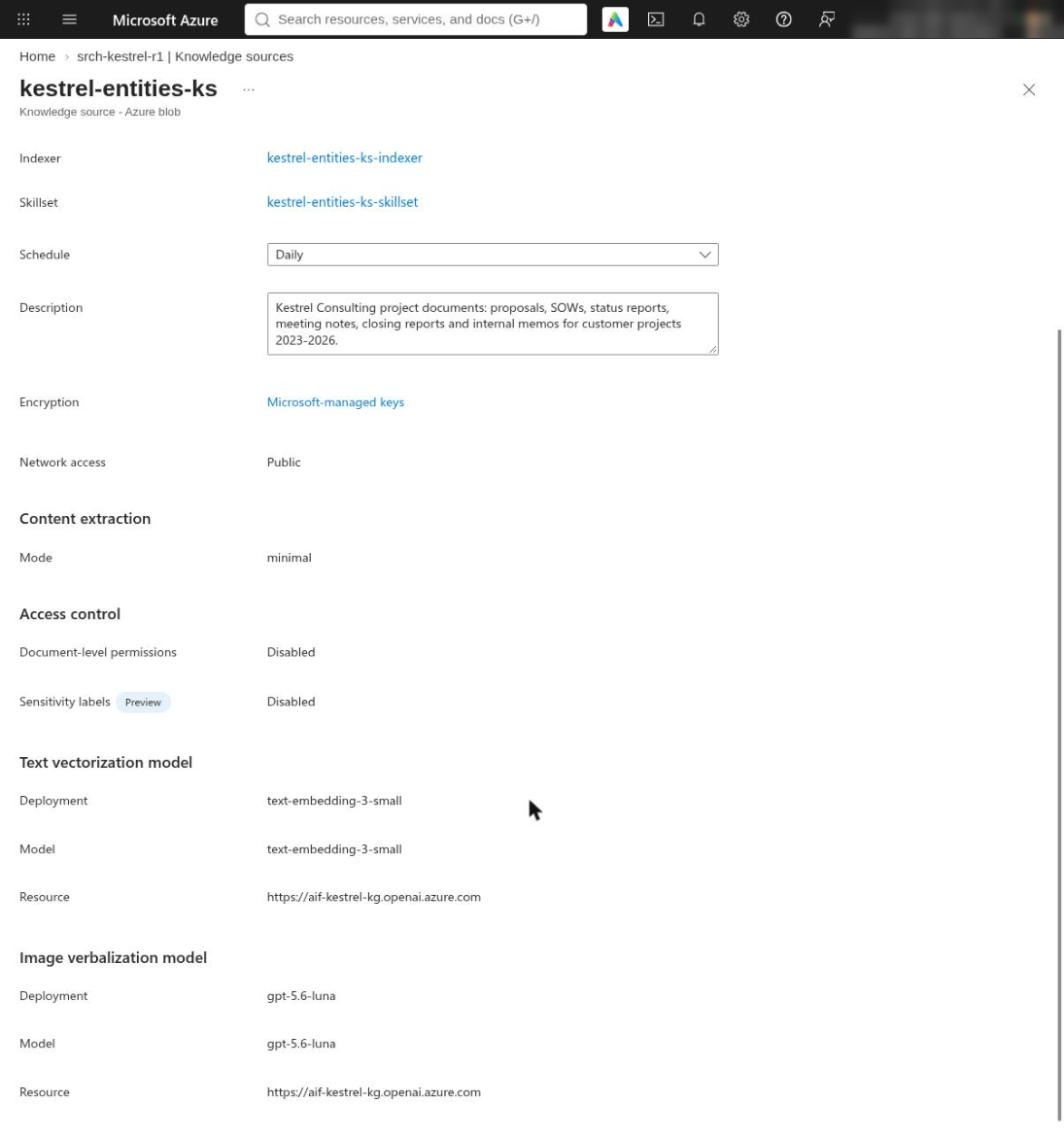 Microsoft Azure
Search resources, services, and docs (G+/)
Home › srch-kestrel-r1 | Knowledge sources
kestrel-entities-ks ...
Knowledge source - Azure blob
Indexer kestrel-entities-ks-indexer
Skillset kestrel-entities-ks-skillset
Schedule Daily
Description Kestrel Consulting project documents: proposals, SOWs, status reports,
meeting notes, closing reports and internal memos for customer projects
2023-2026.
Encryption Microsoft-managed keys
Network access Public
Content extraction
Mode minimal
Access control
Document-level permissions Disabled
Sensitivity labels Preview Disabled
Text vectorization model
Deployment text-embedding-3-small
Model text-embedding-3-small
Resource https://aif-kestrel-kg.openai.azure.com
Image verbalization model
Deployment gpt-5.6-luna
Model gpt-5.6-luna
Resource https://aif-kestrel-kg.openai.azure.com